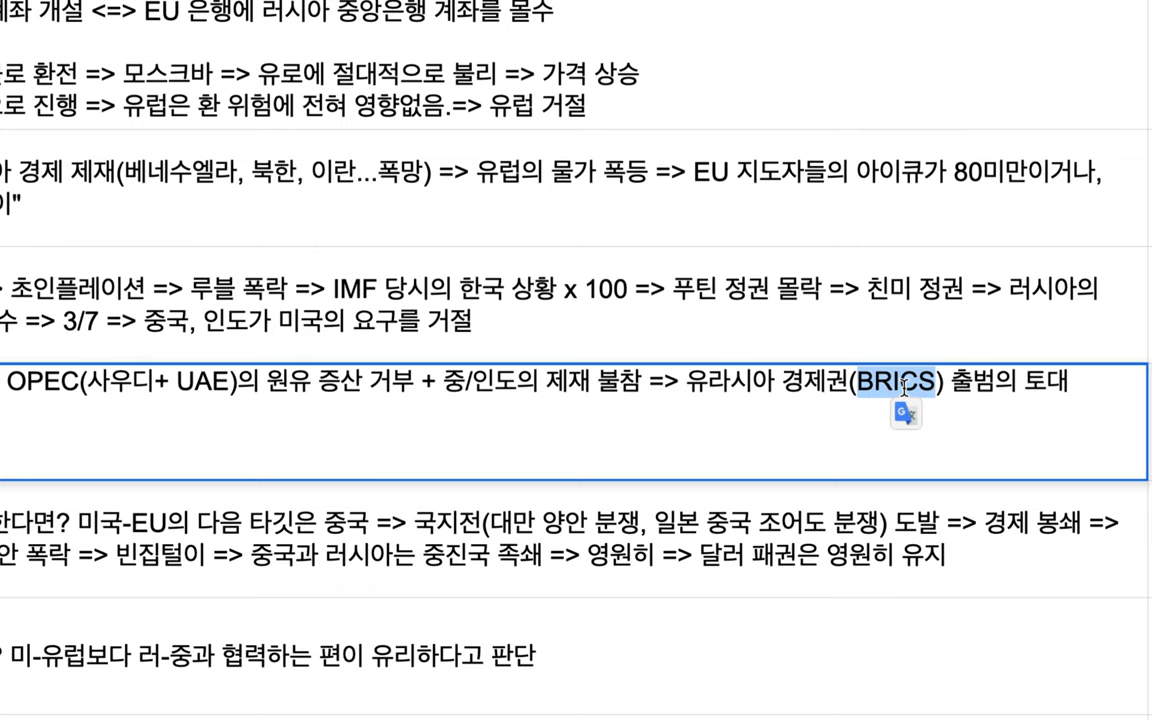 계좌 개설 <=> EU 은행에 러시아 중앙은행 계좌를 몰수
로 환전 => 모스크바 => 유로에 절대적으로 불리 => 가격 상승
로 진행 => 유럽은 환 위험에 전혀 영향없음.=> 유럽 거절
아 경제 제재(베네수엘라, 북한, 이란...폭망) => 유럽의 물가 폭등 => EU 지도자들의 아이큐가 80미만이거나,
이"
초인플레이션 => 루블 폭락 => IMF 당시의 한국 상황 x 100 => 푸틴 정권 몰락 => 친미 정권 => 러시아의
수 => 3/7 => 중국, 인도가 미국의 요구를 거절
OPEC(사우디+ UAE)의 원유 증산 거부 + 중/인도의 제재 불참 => 유라시아 경제권(BRICS) 출범의 토대
한다면? 미국-EU의 다음 타깃은 중국 => 국지전(대만 양안 분쟁, 일본 중국 조어도 분쟁) 도발 => 경제 봉쇄 =>
안 폭락 => 빈집털이 => 중국과 러시아는 중진국 족쇄 => 영원히 => 달러 패권은 영원히 유지
? 미-유럽보다 러-중과 협력하는 편이 유리하다고 판단